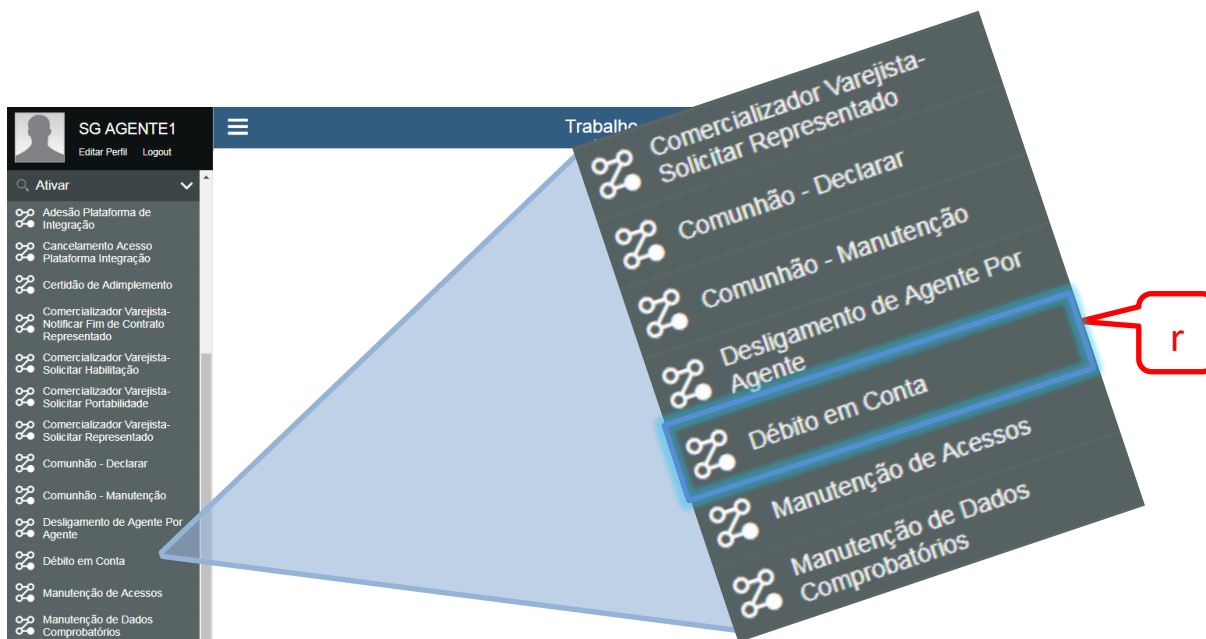 SG AGENTE1
Editar Perfil Logout
Trabalho
Ativar
Adesão Plataforma de
Integração
Cancelamento Acesso
Plataforma Integração
Certidão de Adimplemento
Comercializador Varejista-
Notificar Fim de Contrato
Representado
Comercializador Varejista-
Solicitar Habilitação
Comercializador Varejista-
Solicitar Portabilidade
Comercializador Varejista-
Solicitar Representado
Comunhão - Declarar
Comunhão - Manutenção
Desligamento de Agente Por
Agente
Débito em Conta
Manutenção de Acessos
Manutenção de Dados
Comprobatórios
Comercializador Varejista-
Solicitar Representado
Comunhão - Declarar
Comunhão - Manutenção
Desligamento de Agente Por
Agente
Débito em Conta
Manutenção de Acessos
Manutenção de Dados
Comprobatórios
r